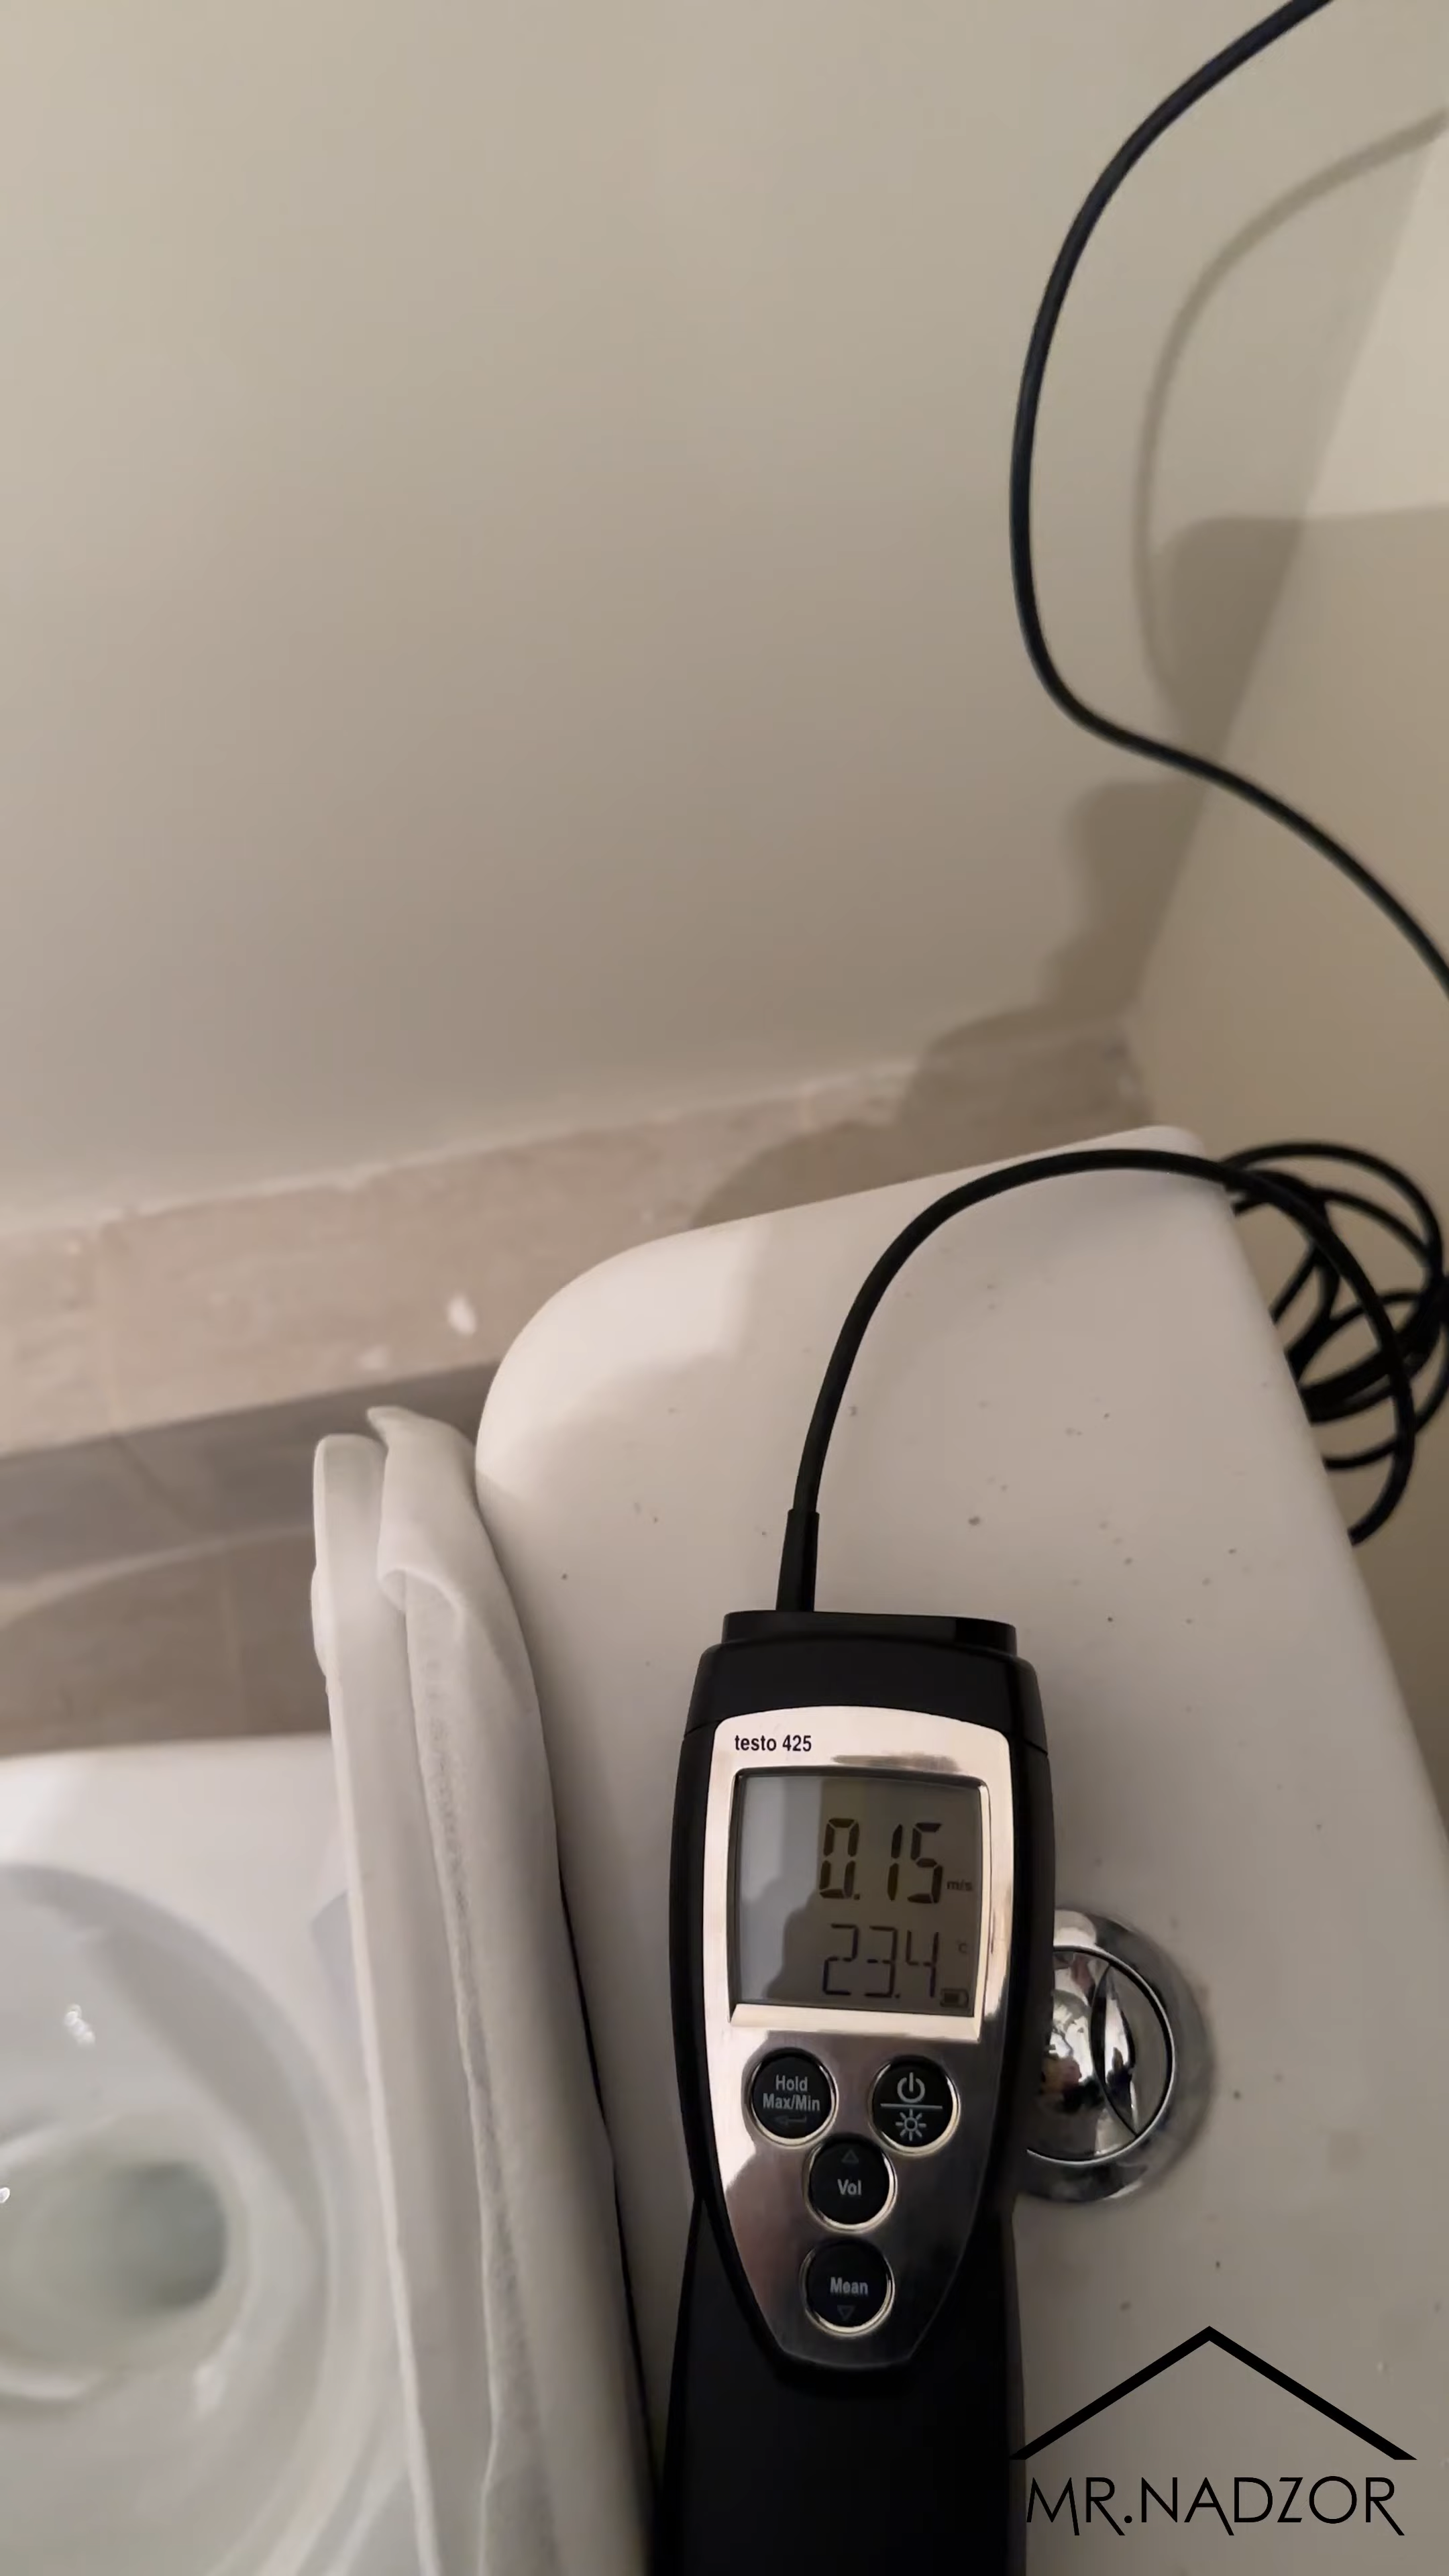 testo 425
0.15 m/s
23.4 °C
Hold
Max/Min
Vol
Mean
MR.NADZOR